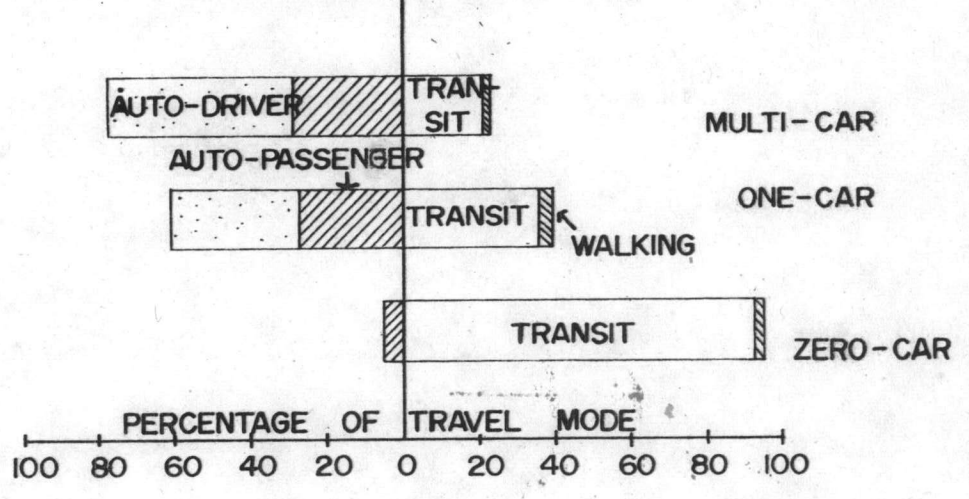 AUTO-DRIVER
TRAN-
SIT
MULTI-CAR
AUTO-PASSENGER
TRANSIT
ONE-CAR
WALKING
TRANSIT
ZERO-CAR
PERCENTAGE OF TRAVEL MODE
100 80 60 40 20 0 20 40 60 80 100